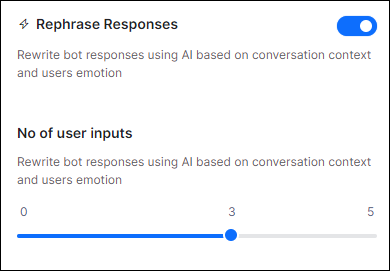 Rephrase Responses
Rewrite bot responses using AI based on conversation context
and users emotion
No of user inputs
Rewrite bot responses using AI based on conversation context
and users emotion
0 3 5